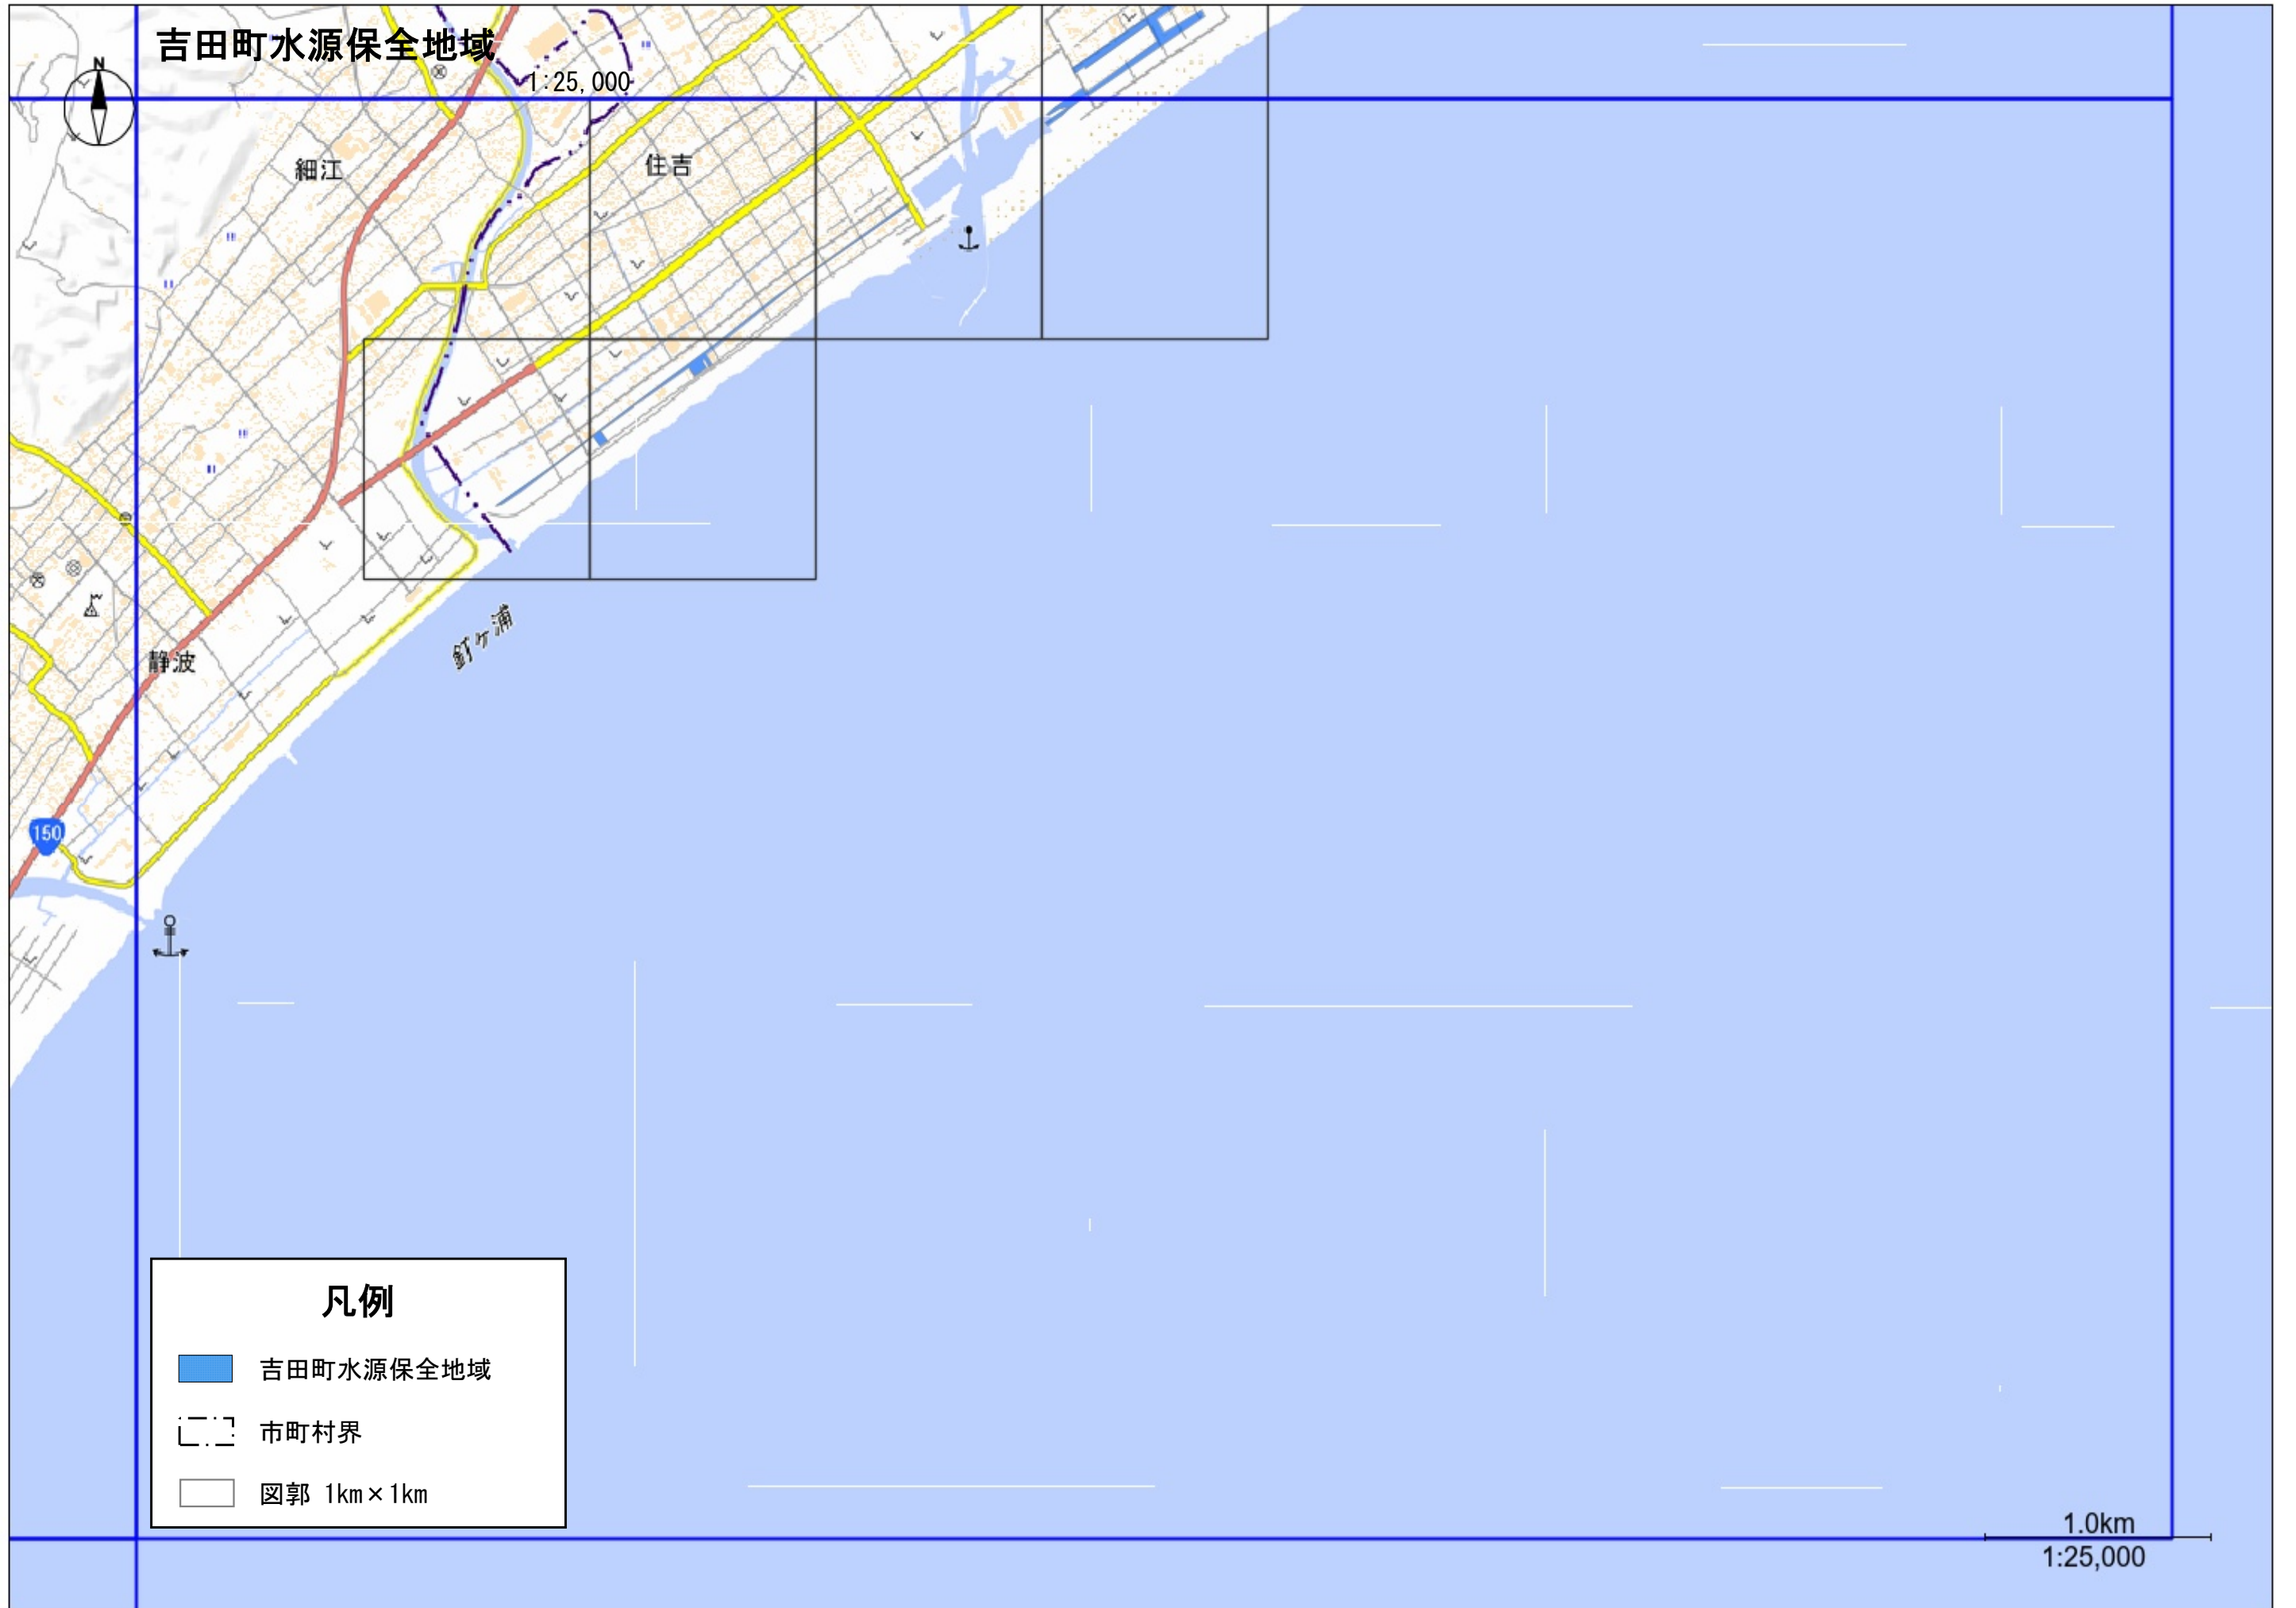 吉田町水源保全地域
1:25,000
N
細江
住吉
釘ヶ浦
静波
150
凡例
吉田町水源保全地域
市町村界
図郭 1km×1km
1.0km
1:25,000